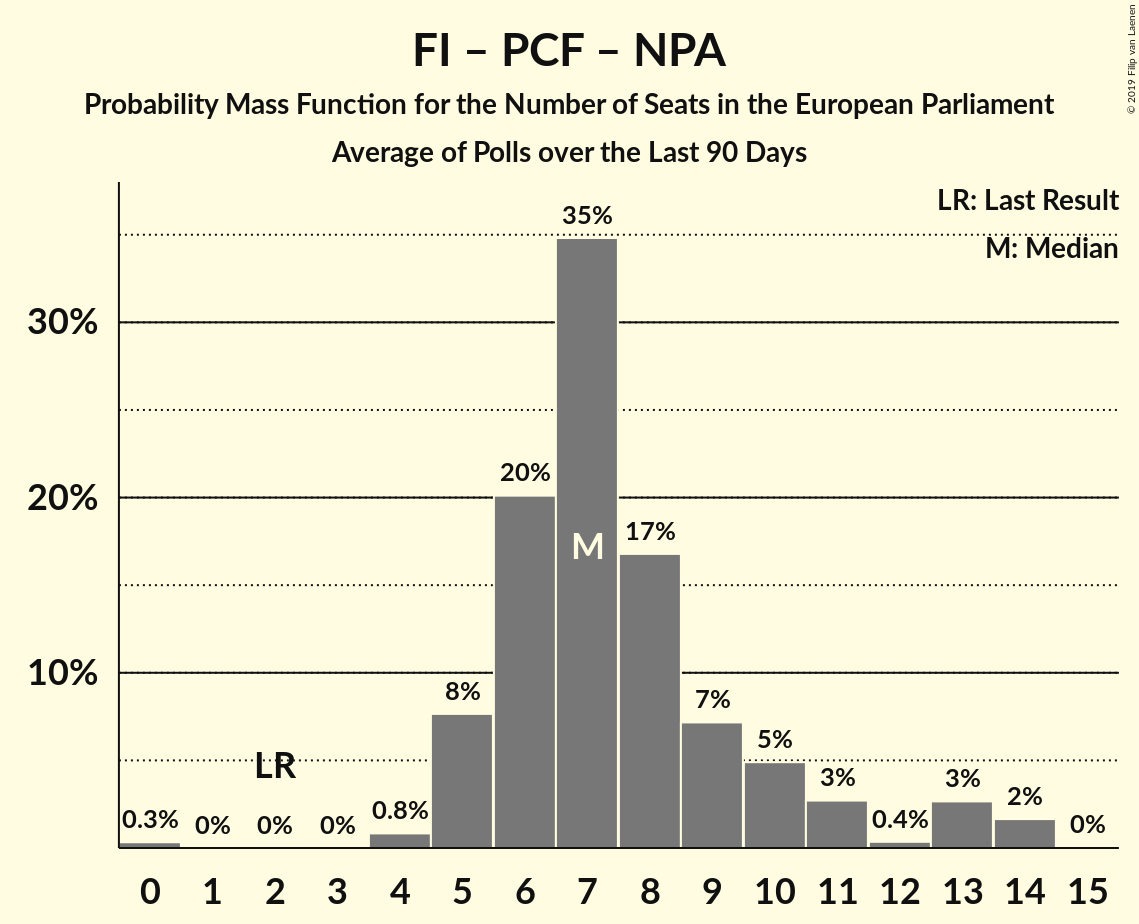 FI – PCF – NPA
Probability Mass Function for the Number of Seats in the European Parliament
Average of Polls over the Last 90 Days
© 2019 Filip van Laenen
LR: Last Result
M: Median
35%
30%
20%
20%
M
17%
10%
8%
7%
LR
5%
0.3%
0%
0%
0%
0.8%
3%
0.4%
3%
2%
0%
0 1 2 3 4 5 6 7 8 9 10 11 12 13 14 15